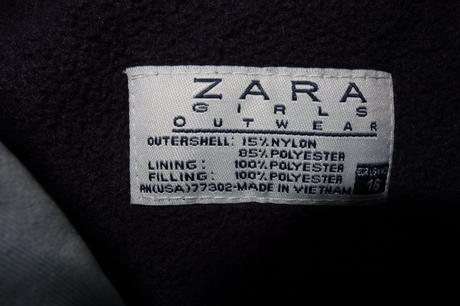 ZARA
GIRLS
OUTWEAR
OUTERSHELL: 15% NYLON
85% POLYESTER
LINING: 100% POLYESTER
FILLING: 100% POLYESTER
RN(USA)77302-MADE IN VIETNAM
16